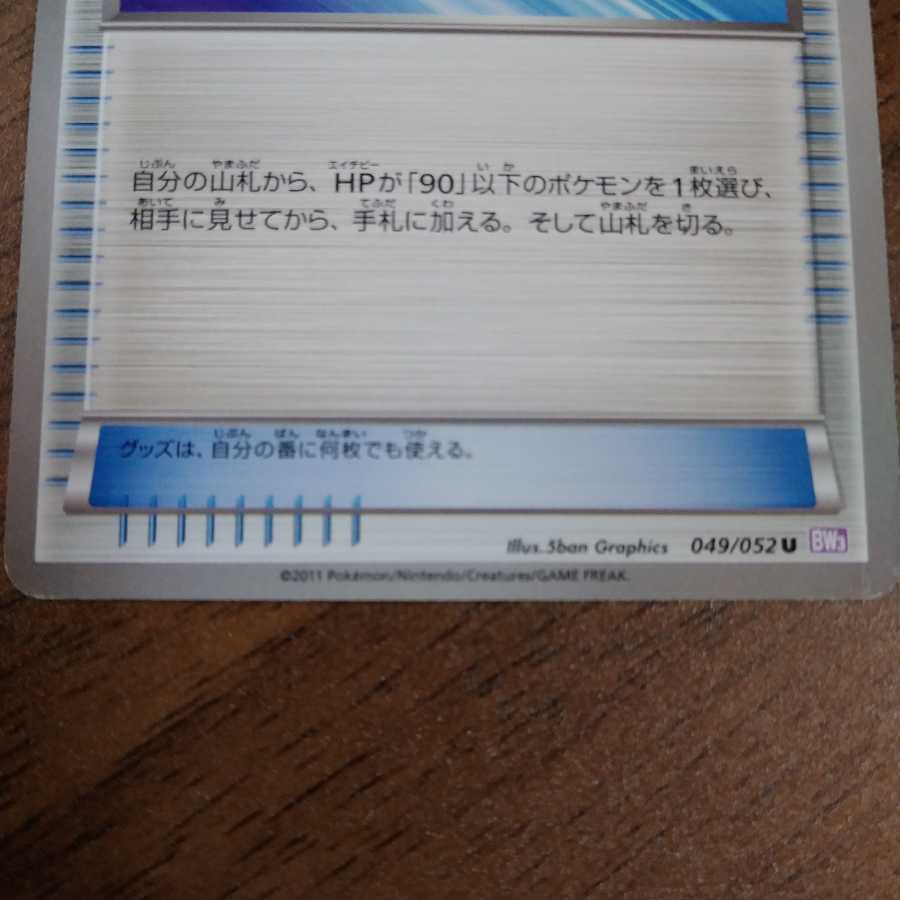 自分の山札から、HPが「90」以下のポケモンを1枚選び、
相手に見せてから、手札に加える。そして山札を切る。
グッズは、自分の番に何枚でも使える。
Illus. 5ban Graphics 049/052 U BW3
©2011 Pokémon/Nintendo/Creatures/GAME FREAK.